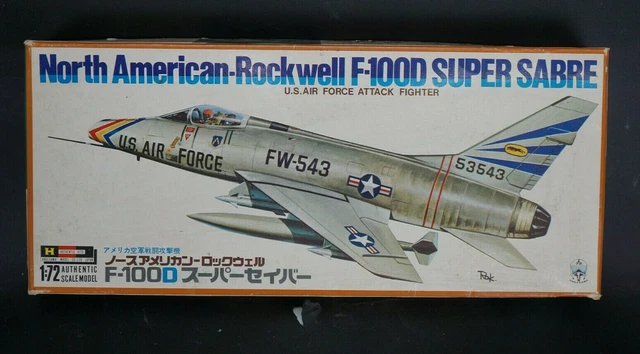 North American-Rockwell F-100D SUPER SABRE
U.S. AIR FORCE ATTACK FIGHTER
U.S. AIR FORCE
FW-543
53543
H
アメリカ空軍戦闘攻撃機
ノースアメリカン-ロックウェル
1:72 AUTHENTIC SCALE MODEL
F-100D スーパーセイバー